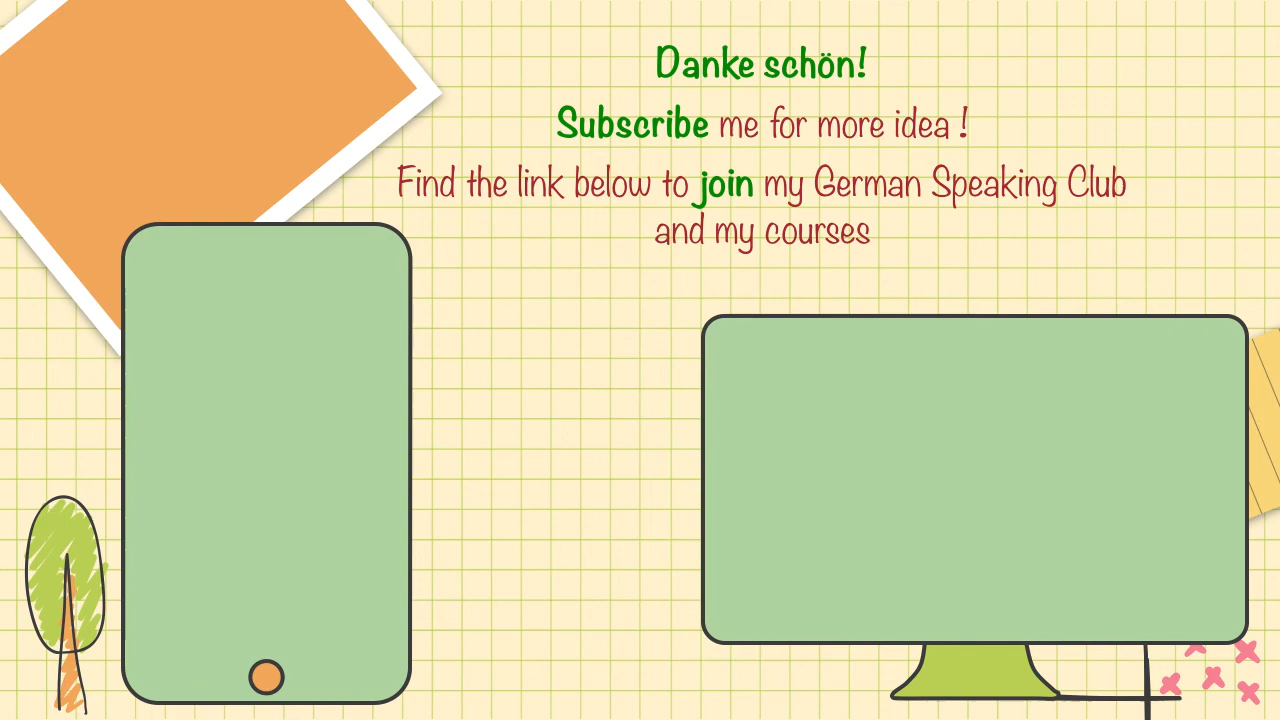 Danke schön!
Subscribe me for more idea !
Find the link below to join my German Speaking Club
and my courses